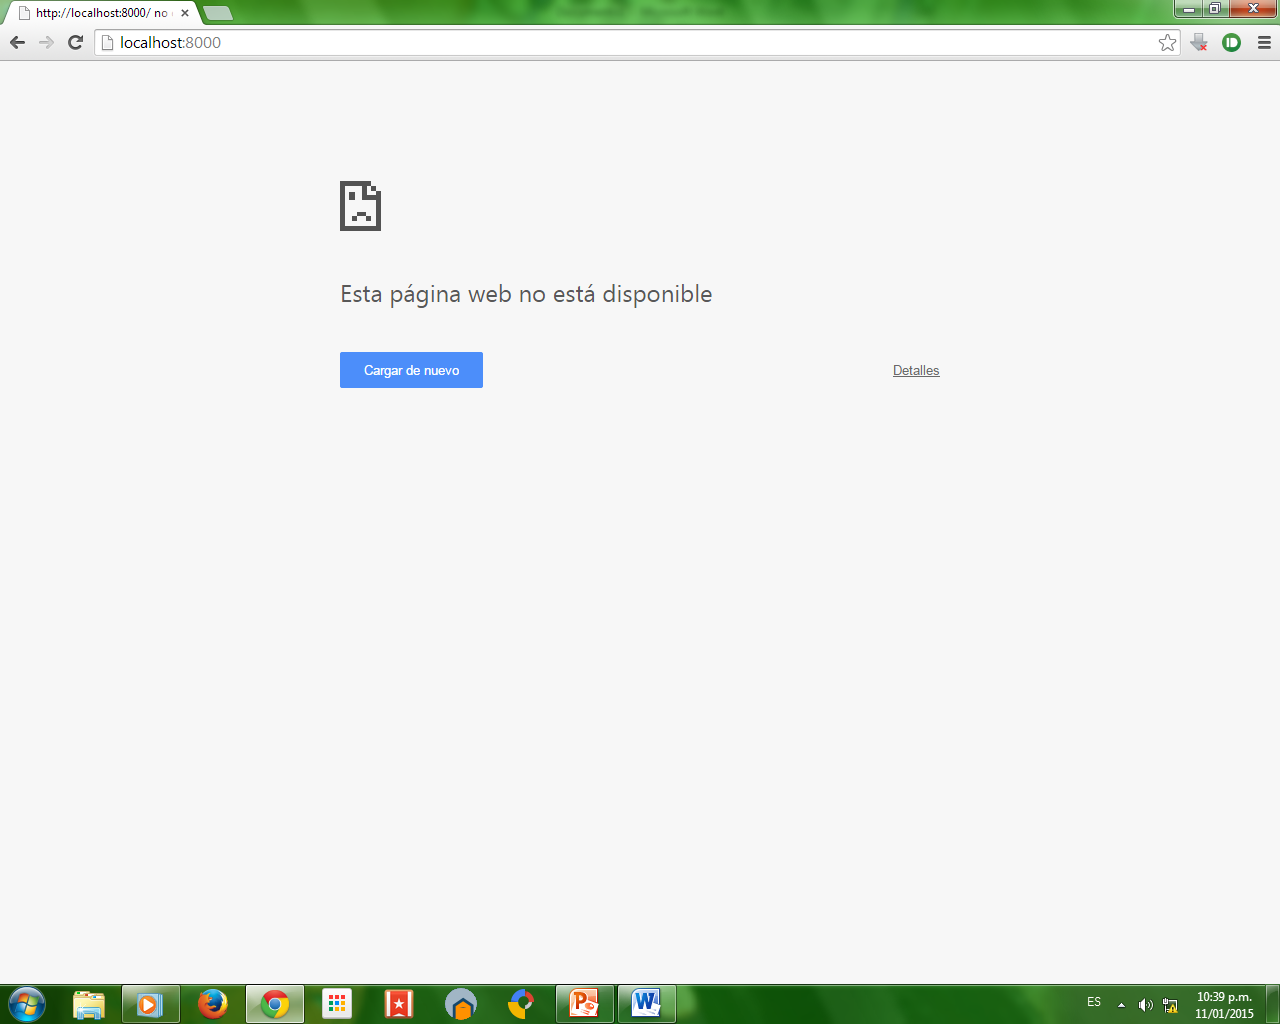 http://localhost:8000/ no
localhost:8000
Esta página web no está disponible
Cargar de nuevo
Detalles
ES
10:39 p.m.
11/01/2015